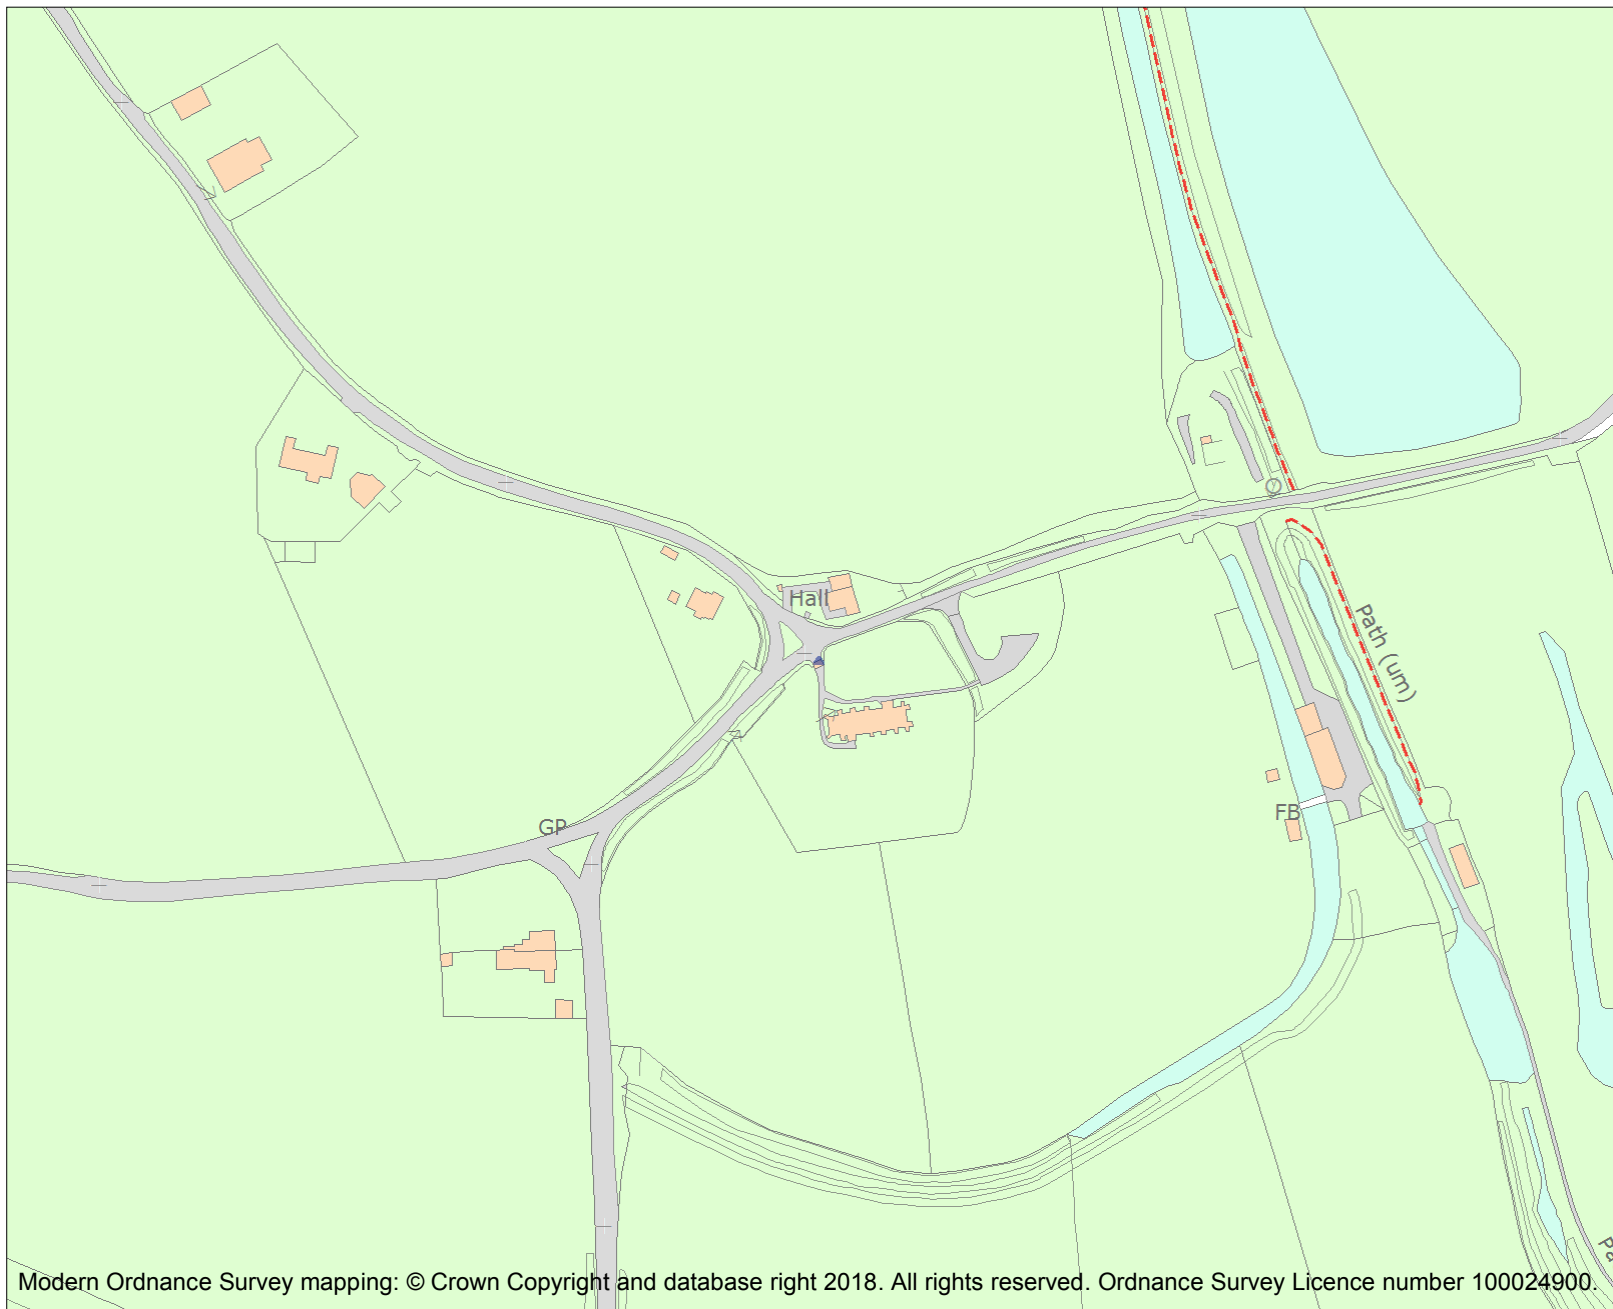 Hall
Path (um)
FB
GP
Pa
Modern Ordnance Survey mapping: © Crown Copyright and database right 2018. All rights reserved. Ordnance Survey Licence number 100024900.